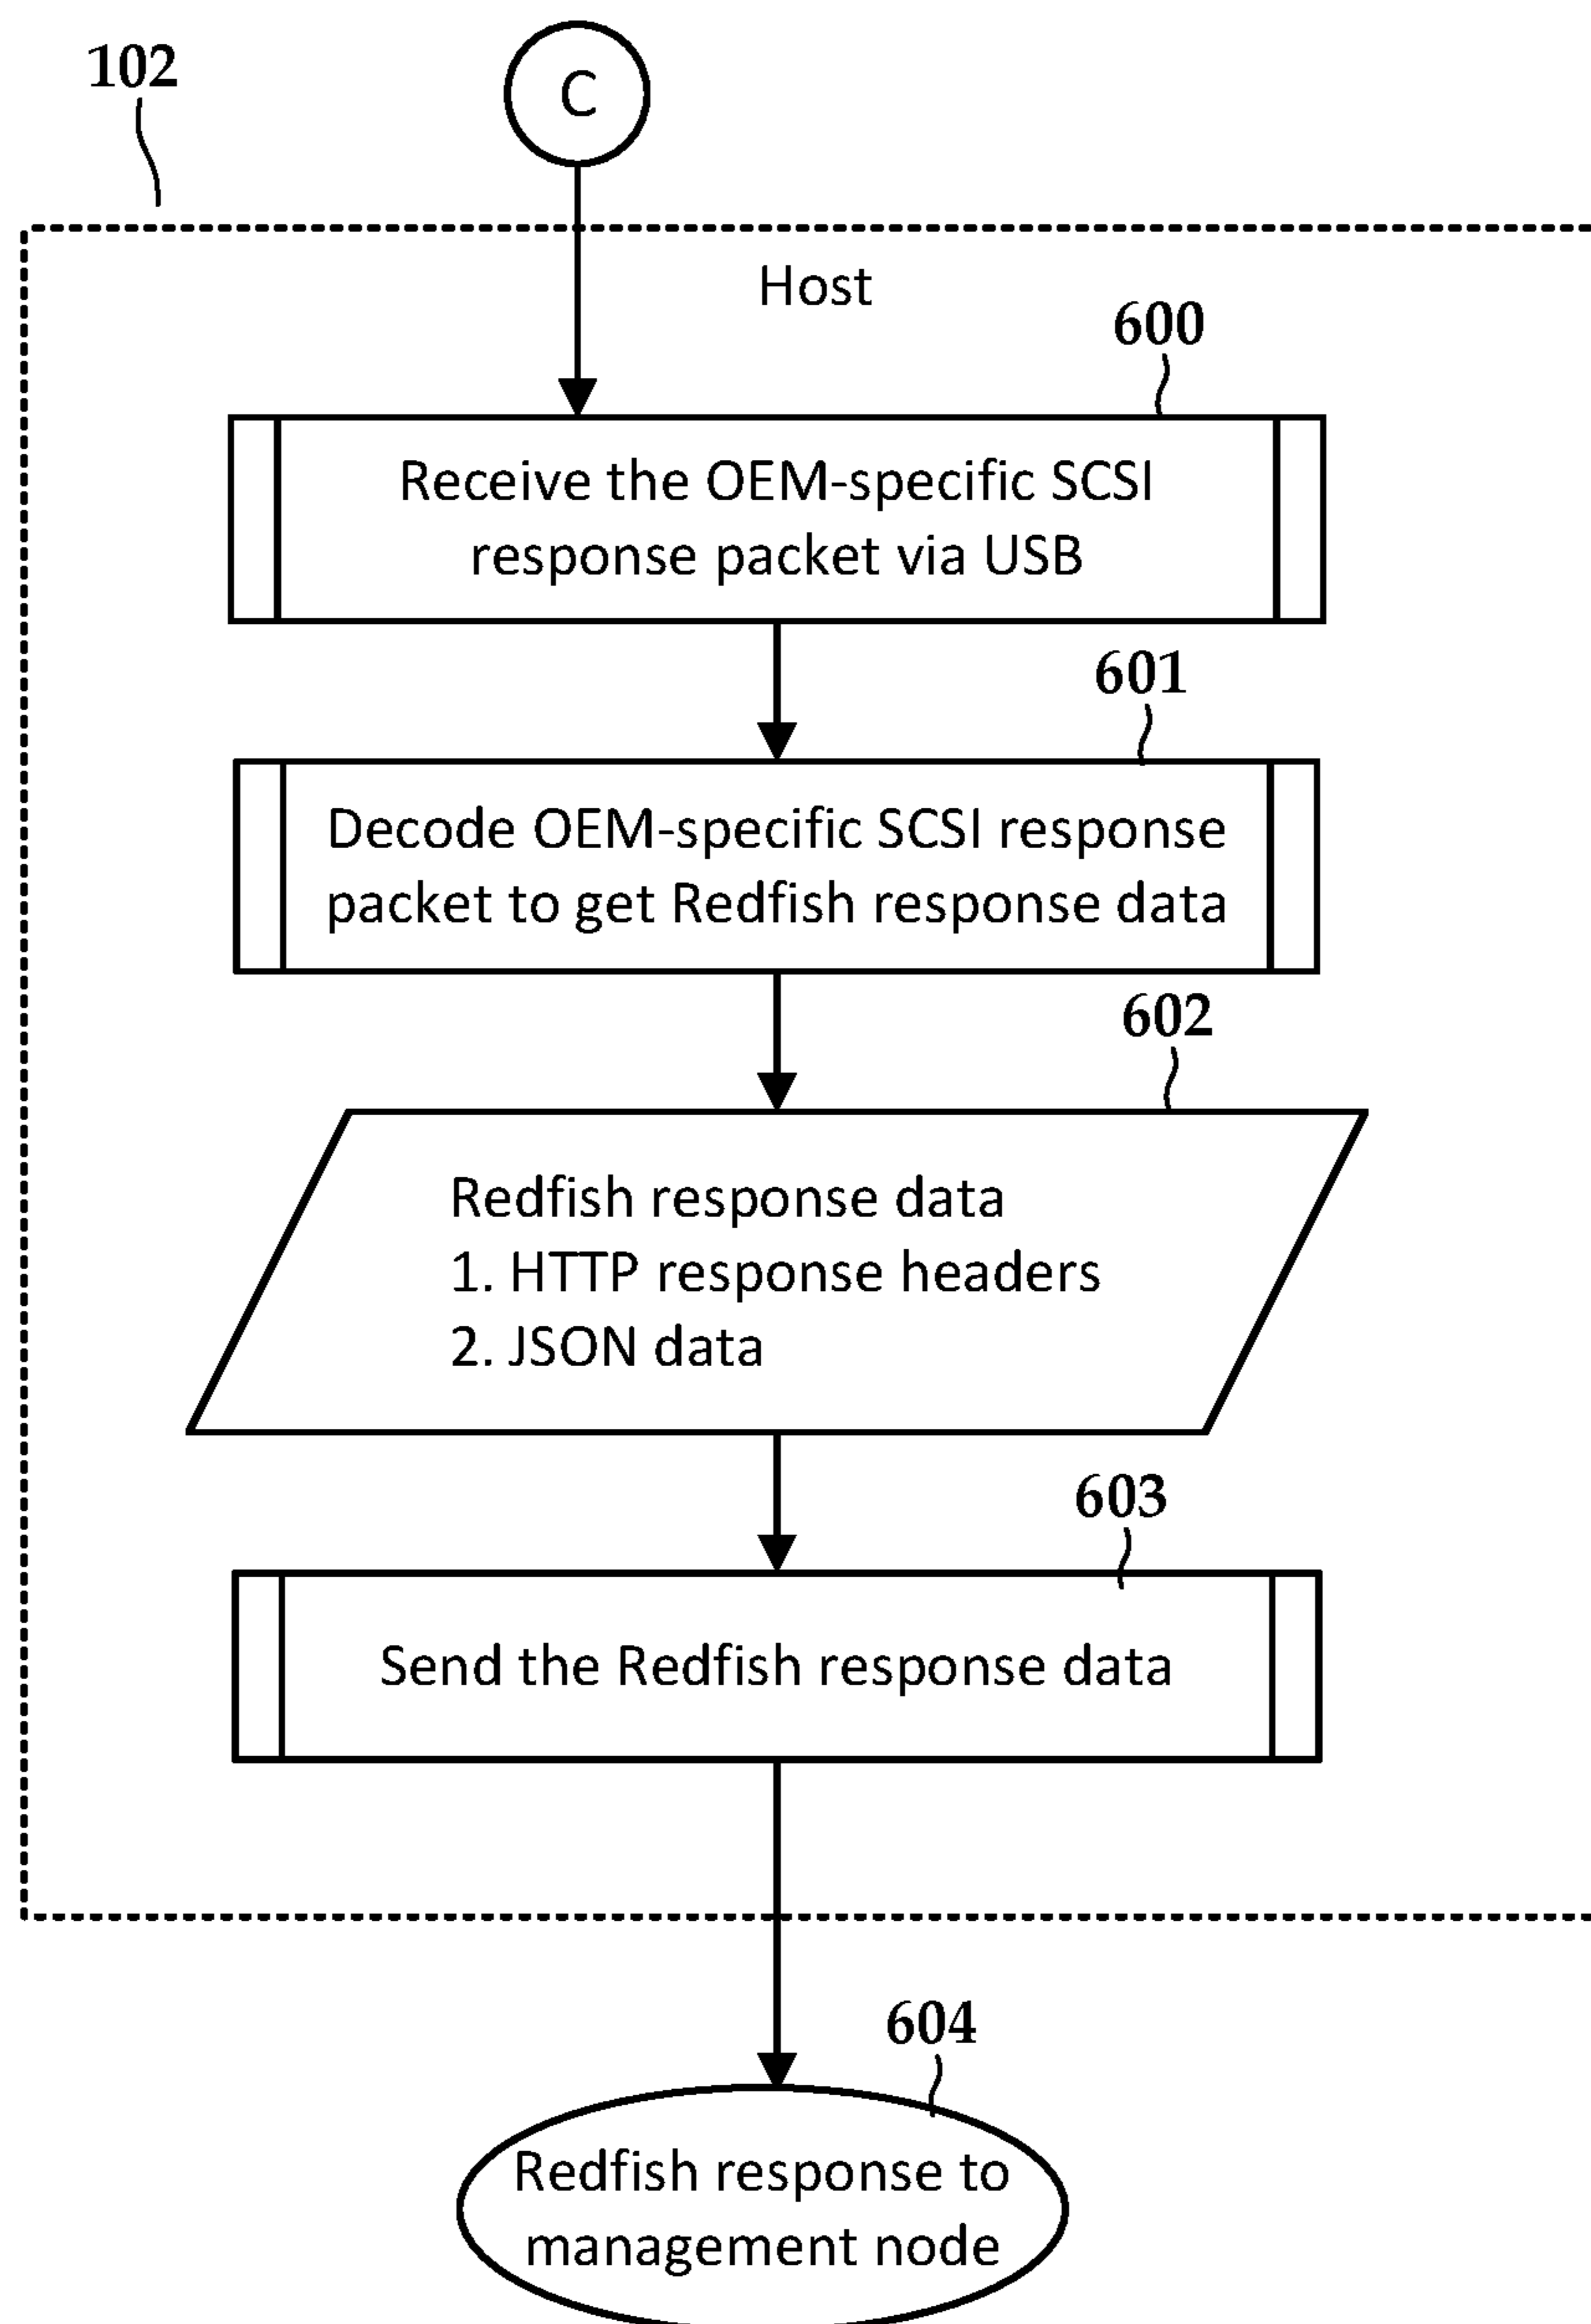 102
C
Host
600
Receive the OEM-specific SCSI
response packet via USB
601
Decode OEM-specific SCSI response
packet to get Redfish response data
602
Redfish response data
1. HTTP response headers
2. JSON data
603
Send the Redfish response data
604
Redfish response to
management node